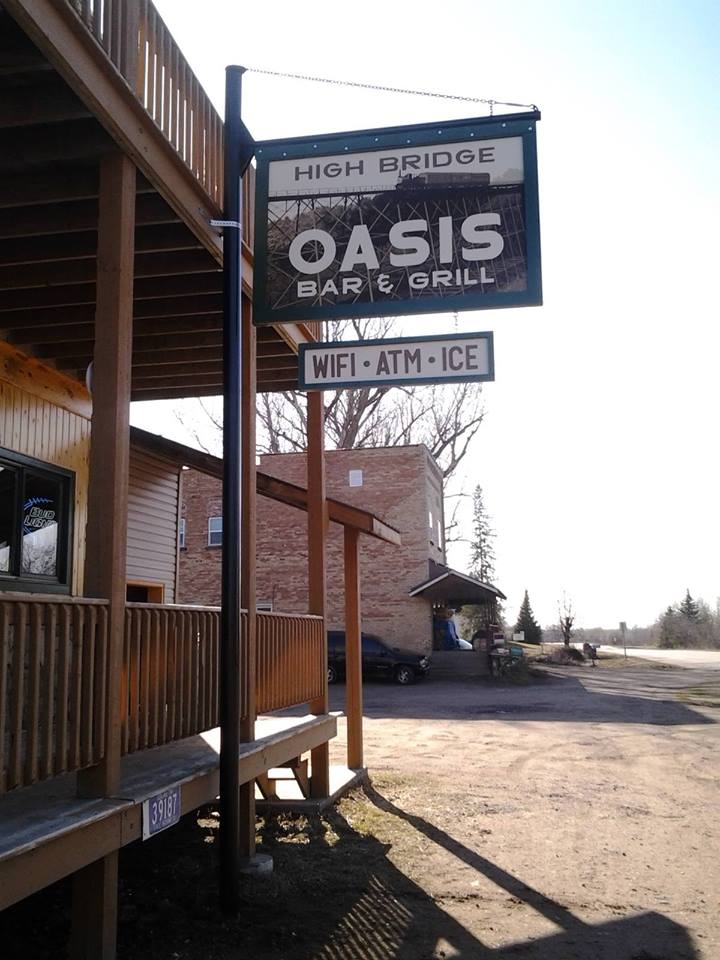 HIGH BRIDGE
OASIS
BAR & GRILL
WIFI • ATM • ICE
BUD
LIGHT
39187